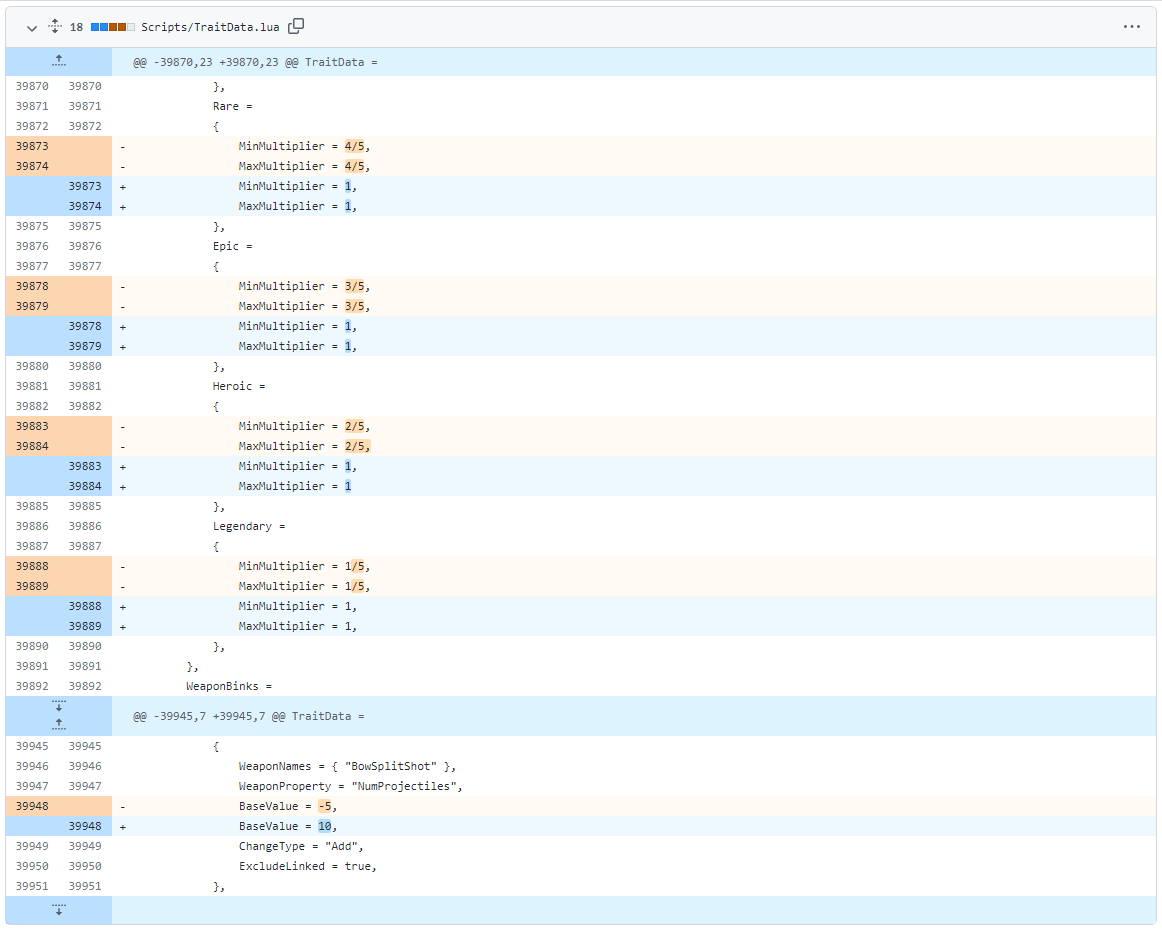 18 Scripts/TraitData.lua
@@ -39870,23 +39870,23 @@ TraitData =
39870 39870 },
39871 39871 Rare =
39872 39872 {
39873 - MinMultiplier = 4/5,
39874 - MaxMultiplier = 4/5,
39873 + MinMultiplier = 1,
39874 + MaxMultiplier = 1,
39875 39875 },
39876 39876 Epic =
39877 39877 {
39878 - MinMultiplier = 3/5,
39879 - MaxMultiplier = 3/5,
39878 + MinMultiplier = 1,
39879 + MaxMultiplier = 1,
39880 39880 },
39881 39881 Heroic =
39882 39882 {
39883 - MinMultiplier = 2/5,
39884 - MaxMultiplier = 2/5,
39883 + MinMultiplier = 1,
39884 + MaxMultiplier = 1
39885 39885 },
39886 39886 Legendary =
39887 39887 {
39888 - MinMultiplier = 1/5,
39889 - MaxMultiplier = 1/5,
39888 + MinMultiplier = 1,
39889 + MaxMultiplier = 1,
39890 39890 },
39891 39891 },
39892 39892 WeaponBinks =
@@ -39945,7 +39945,7 @@ TraitData =
39945 39945 {
39946 39946 WeaponNames = { "BowSplitShot" },
39947 39947 WeaponProperty = "NumProjectiles",
39948 - BaseValue = -5,
39948 + BaseValue = 10,
39949 39949 ChangeType = "Add",
39950 39950 ExcludeLinked = true,
39951 39951 },